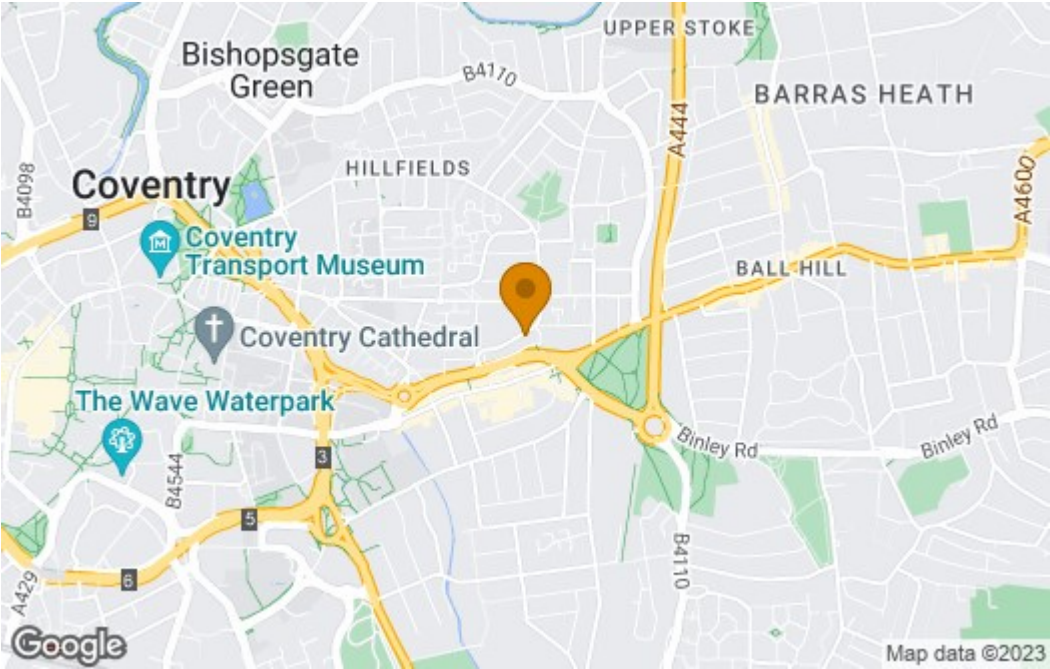 UPPER STOKE
Bishopsgate
Green
B4110
BARRAS HEATH
A444
HILLFIELDS
B4098
Coventry
A4600
9
Coventry
Transport Museum
M
BALL HILL
Coventry Cathedral
The Wave Waterpark
Binley Rd
Binley Rd
3
B4544
5
B4110
6
A429
Google
Map data ©2023